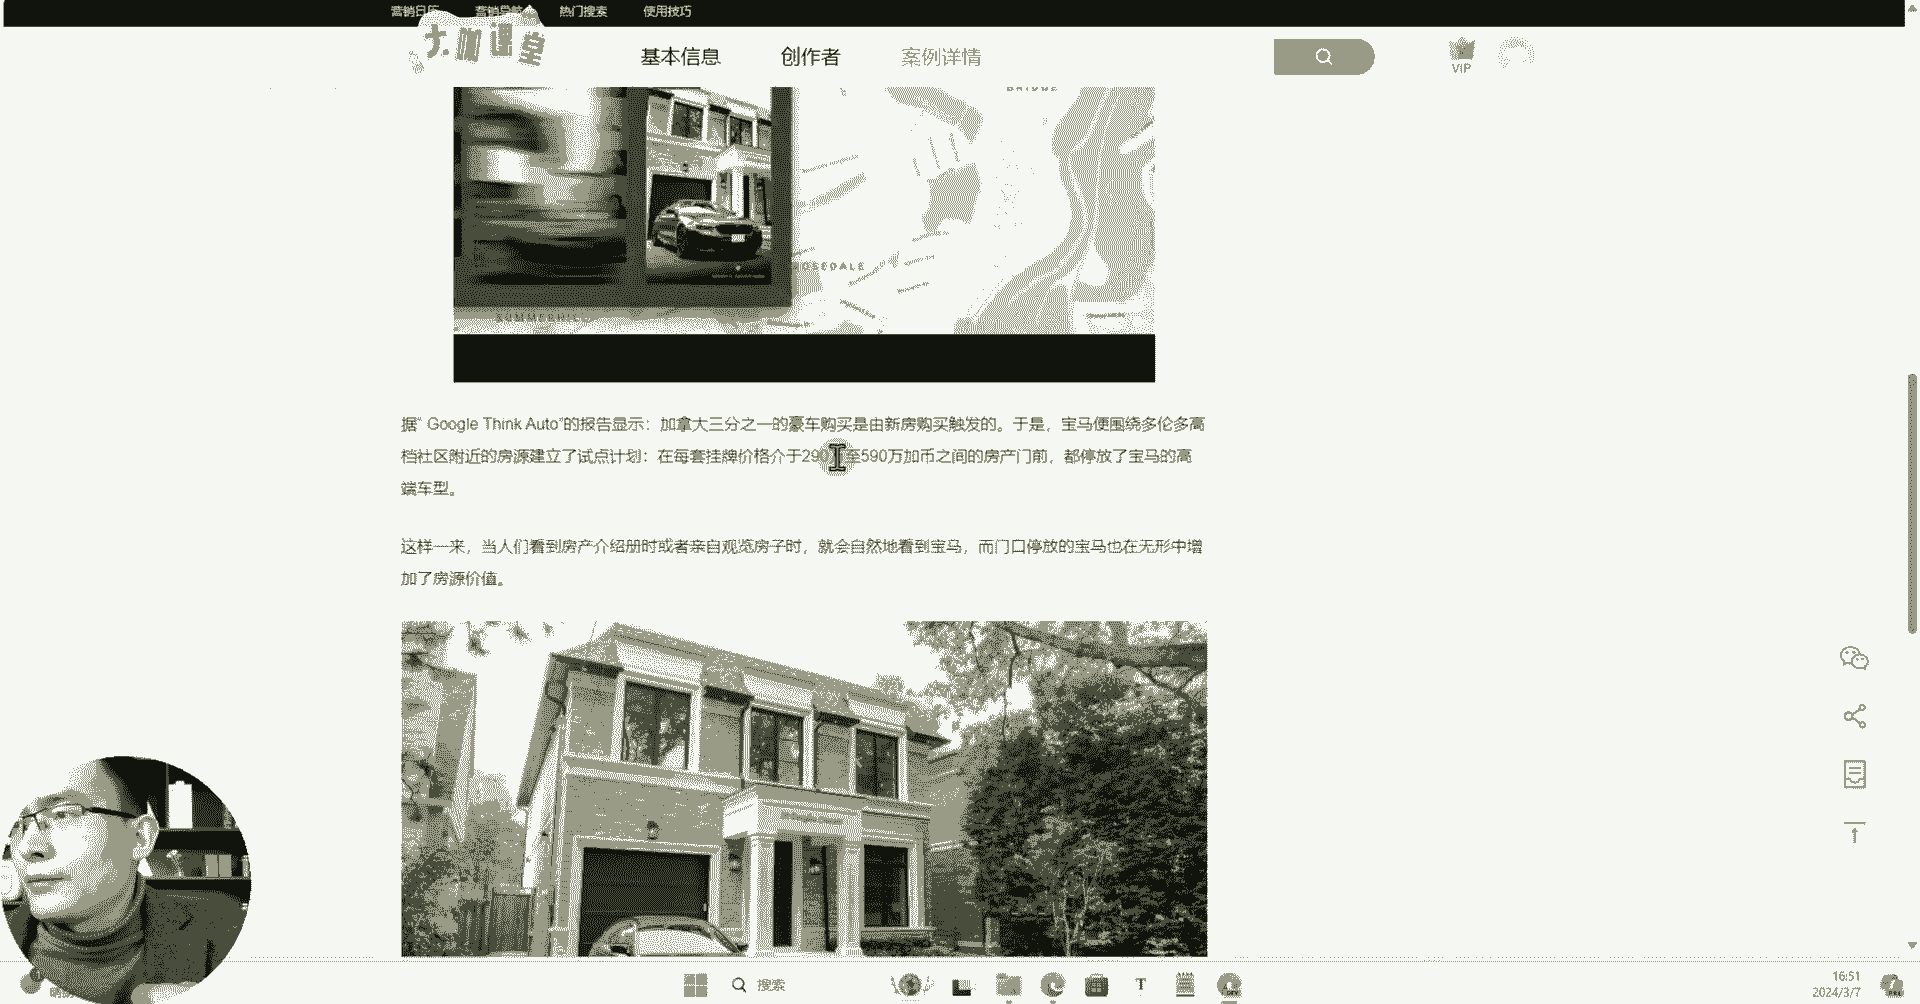 营销日历 营销导航 热门搜索 使用技巧
大咖课堂
基本信息 创作者 案例详情
VIP
BRIDGE
ROSEDALE
SUMMERHILL
据“ Google Think Auto”的报告显示：加拿大三分之一的豪车购买是由新房购买触发的。于是，宝马便围绕多伦多高
档社区附近的房源建立了试点计划：在每套挂牌价格介于290万至590万加币之间的房产门前，都停放了宝马的高
端车型。
这样一来，当人们看到房产介绍册时或者亲自观览房子时，就会自然地看到宝马，而门口停放的宝马也在无形中增
加了房源价值。
搜索
16:51
2024/3/7